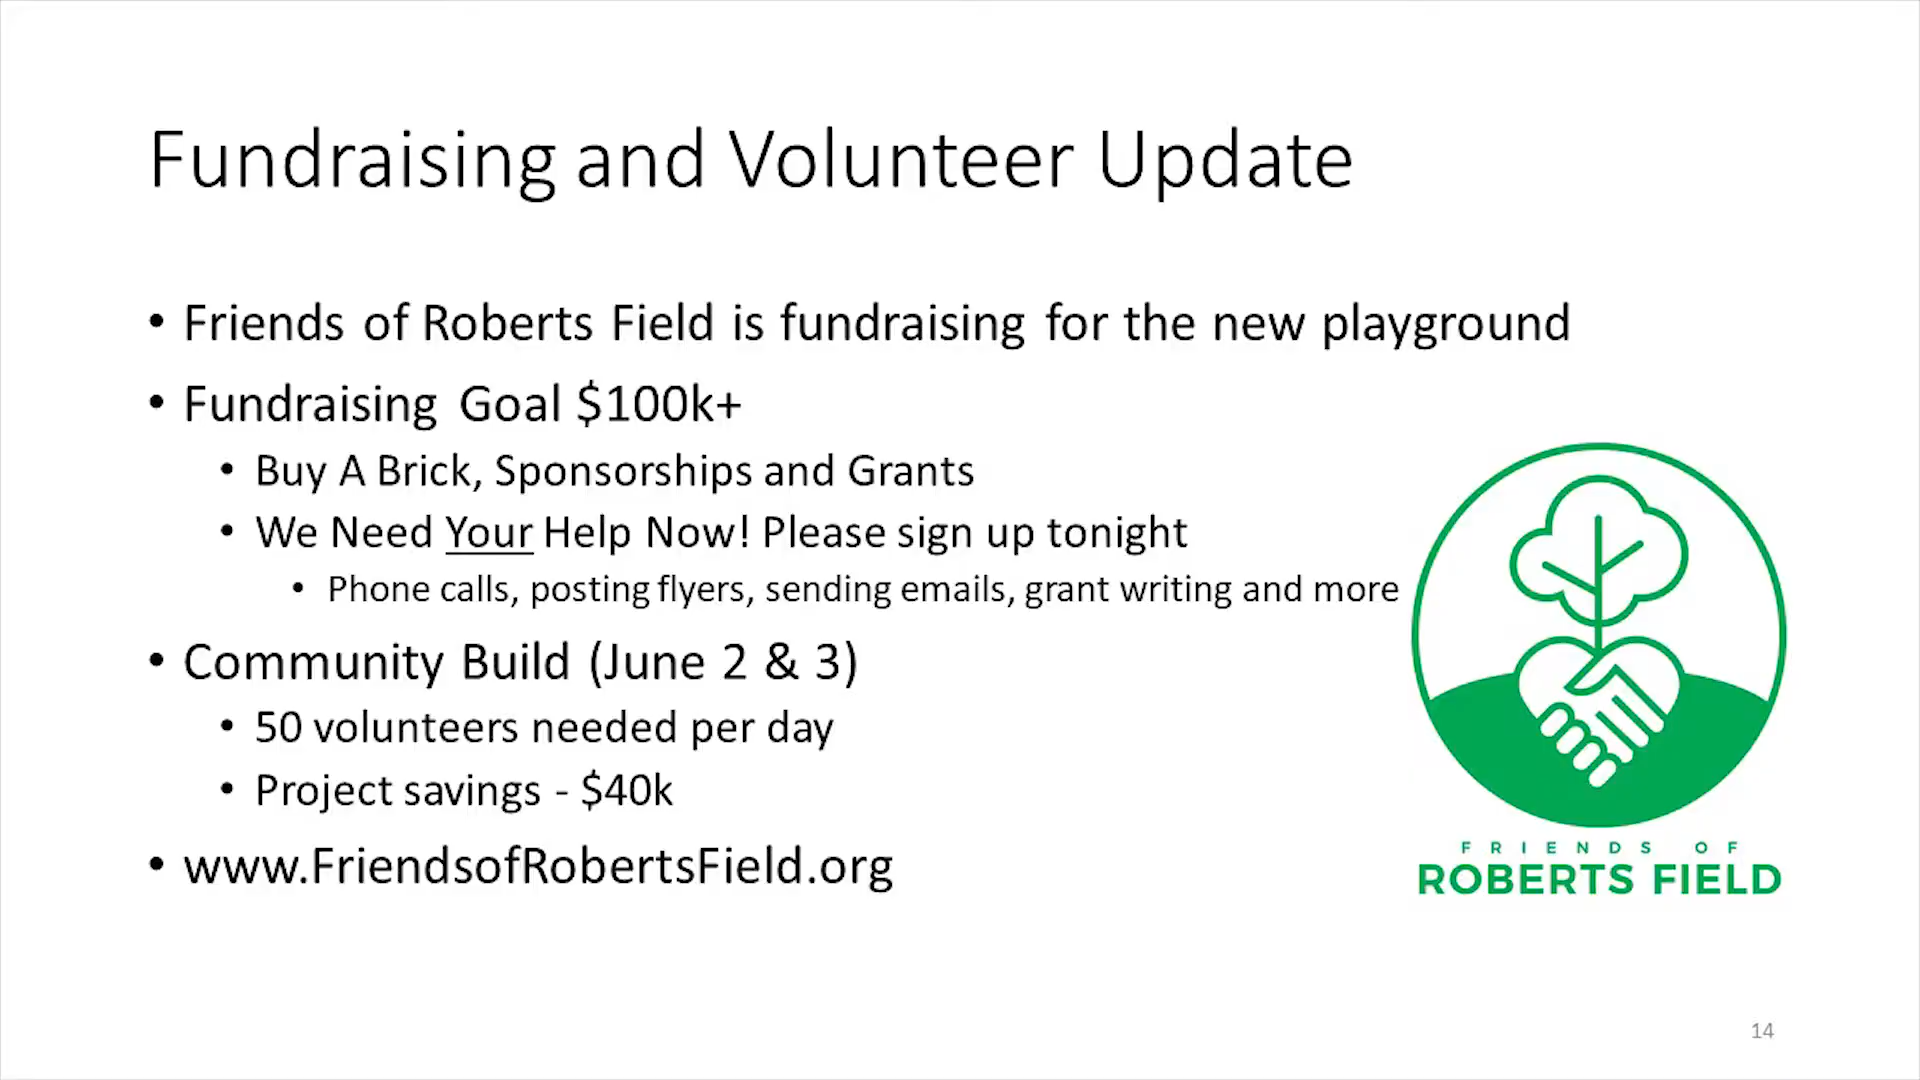 Fundraising and Volunteer Update
• Friends of Roberts Field is fundraising for the new playground
• Fundraising Goal $100k+
• Buy A Brick, Sponsorships and Grants
• We Need Your Help Now! Please sign up tonight
• Phone calls, posting flyers, sending emails, grant writing and more
• Community Build (June 2 & 3)
• 50 volunteers needed per day
• Project savings - $40k
• www.FriendsofRobertsField.org
FRIENDS OF
ROBERTS FIELD
14